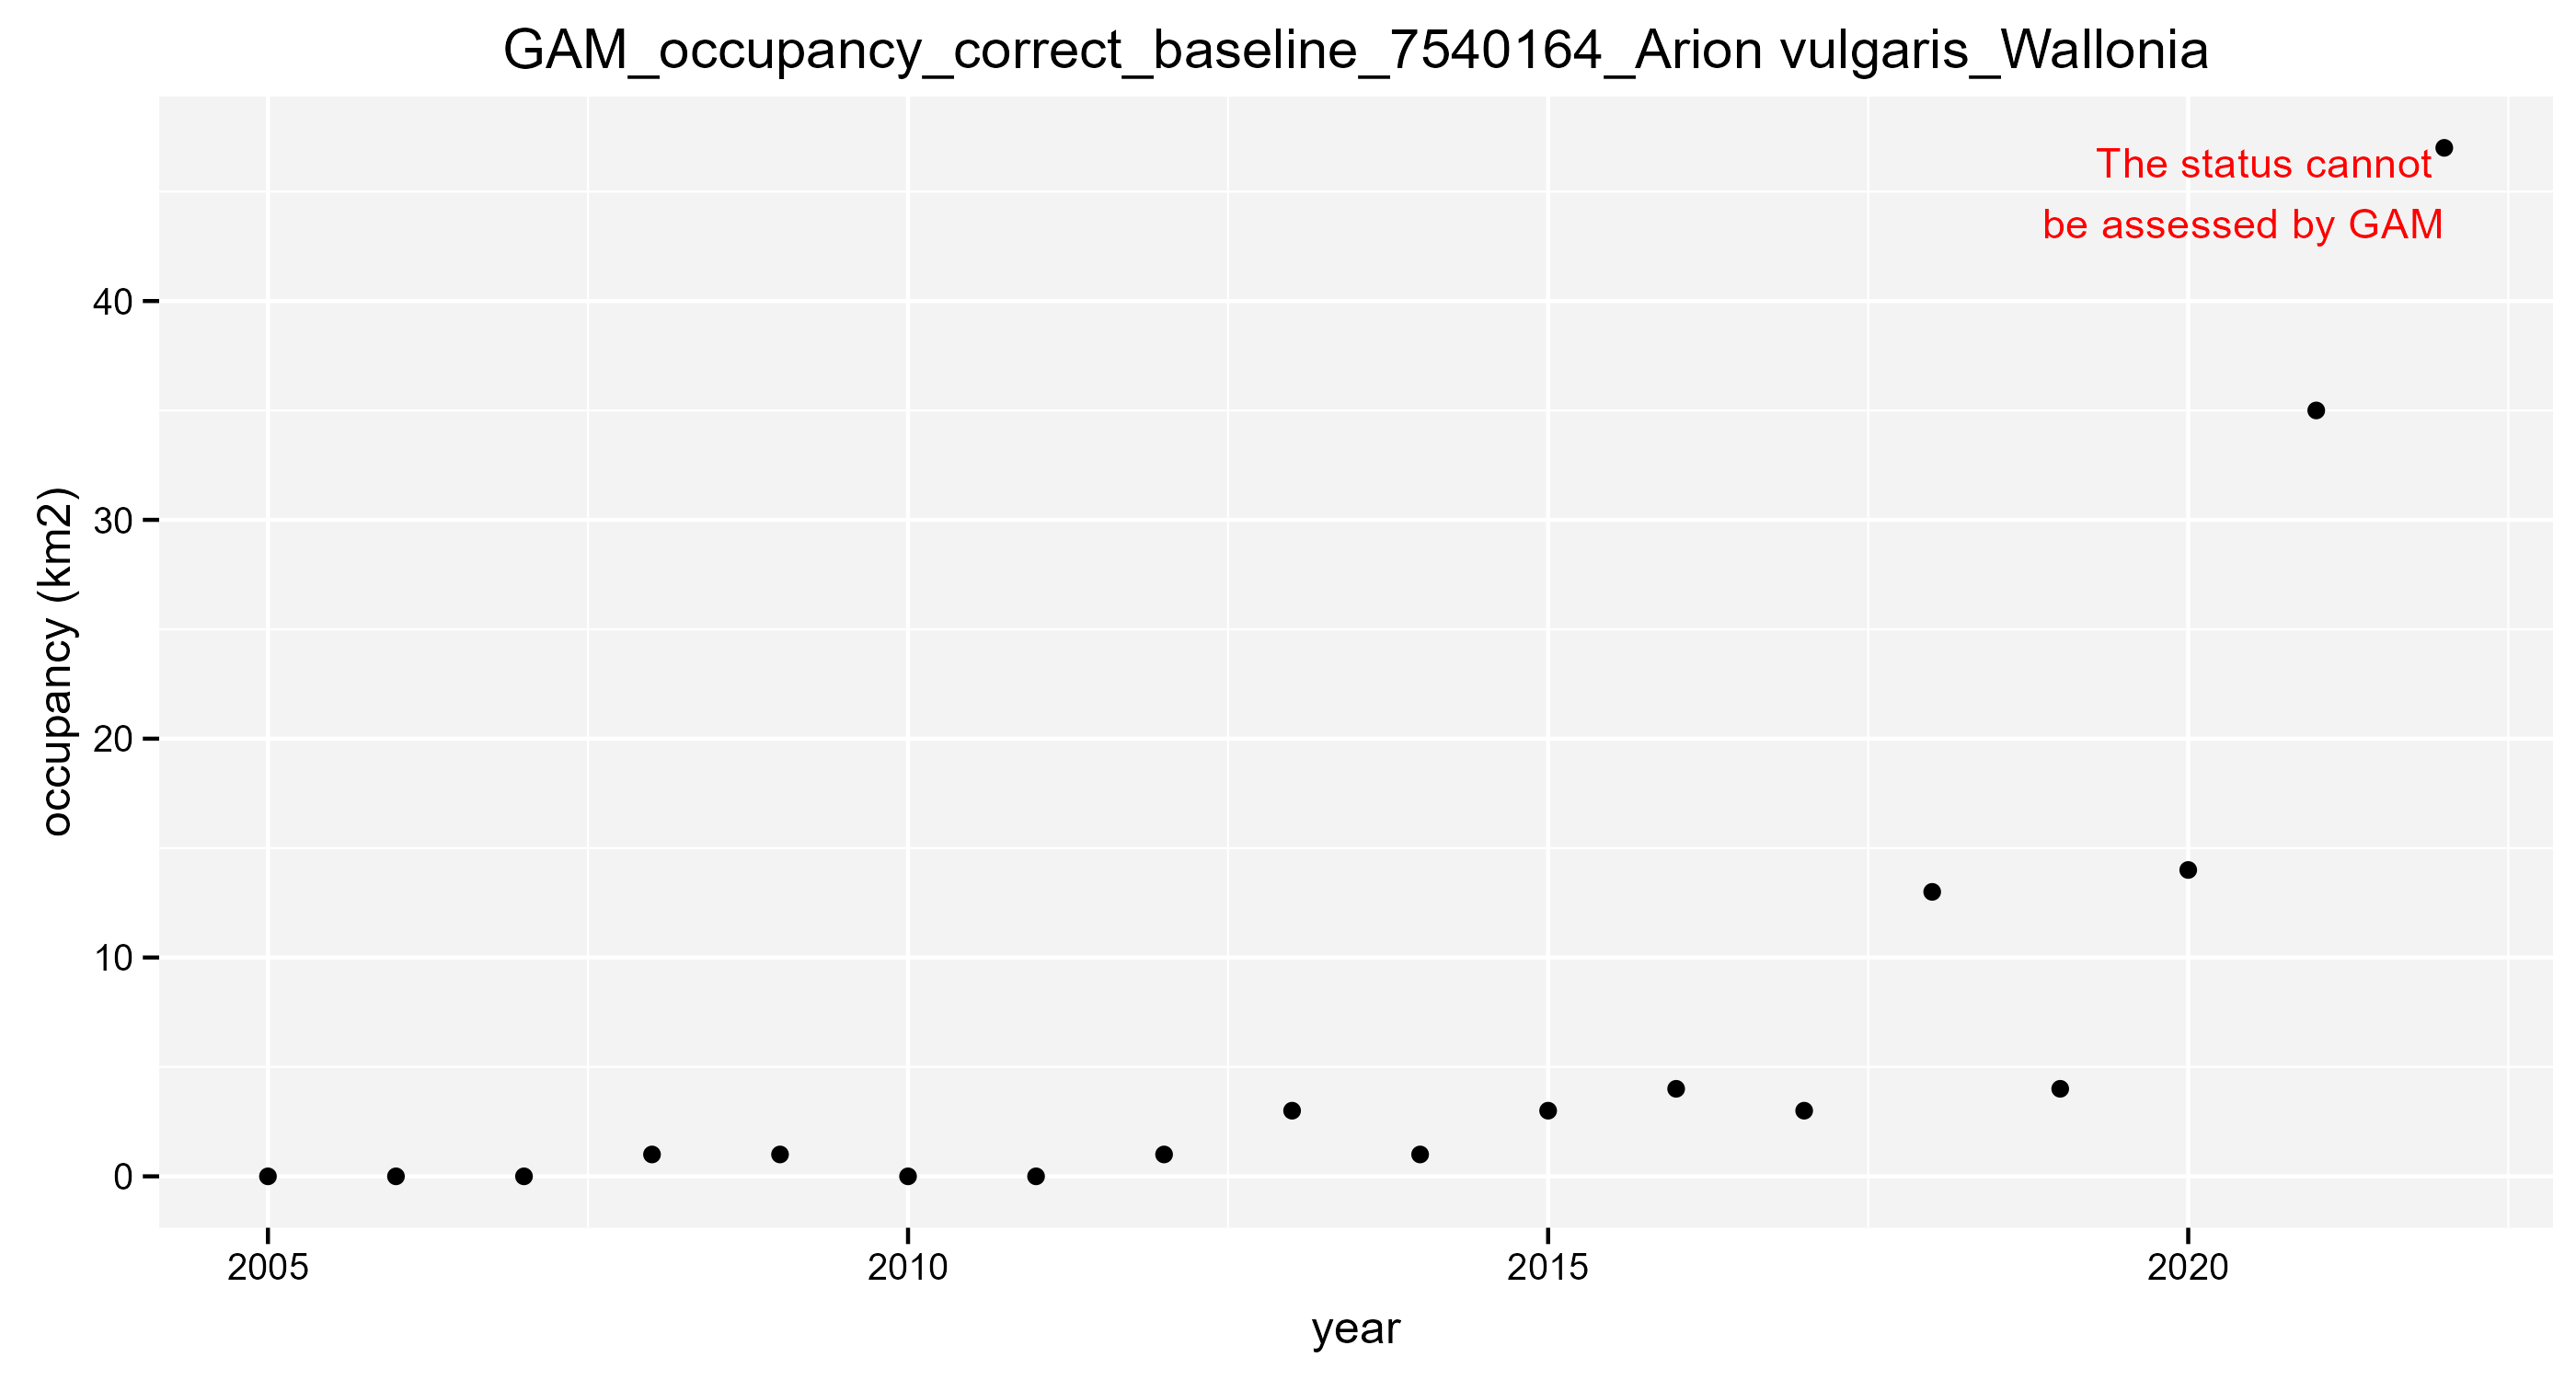 GAM_occupancy_correct_baseline_7540164_Arion vulgaris_Wallonia
The status cannot
be assessed by GAM
occupancy (km2)
40
30
20
10
0
2005 2010 2015 2020
year